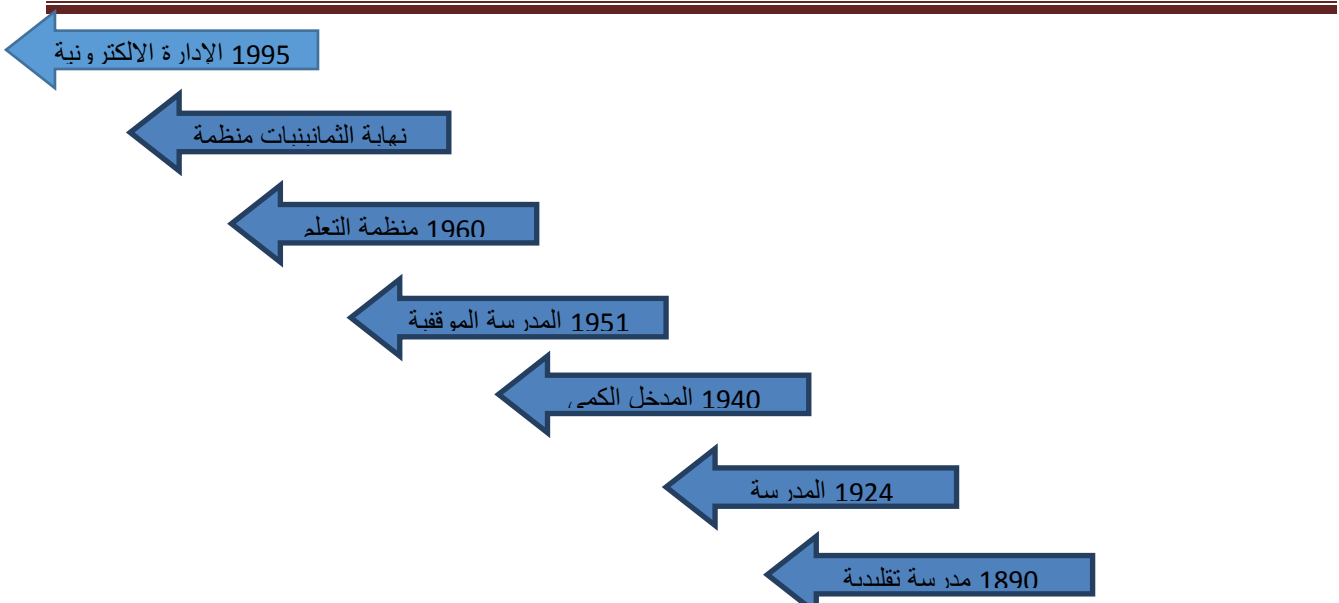 1995 الإدارة الالكترونية
نهاية الثمانينيات منظمة
1960 منظمة التعلم
1951 المدرسة الموقفية
1940 المدخل الكمي
1924 المدرسة
1890 مدرسة تقليدية